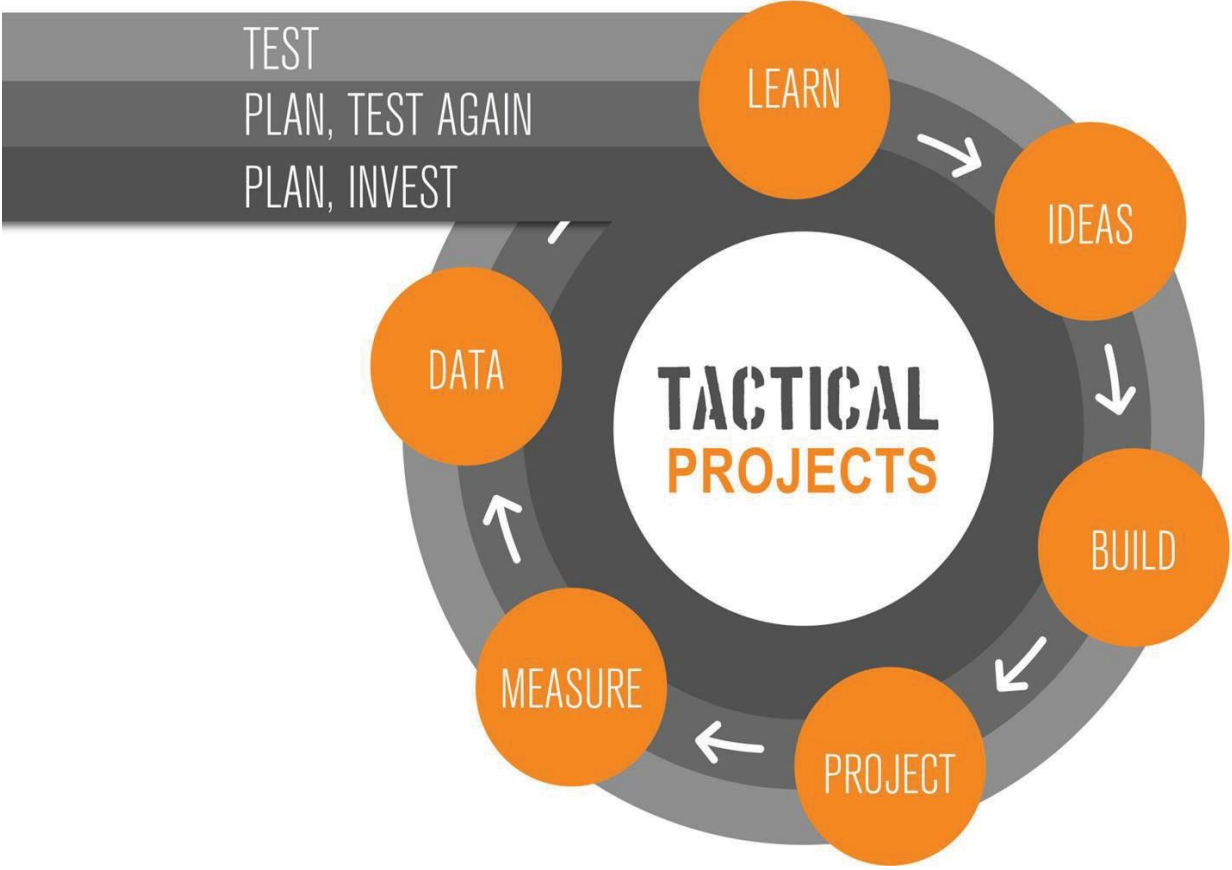 TEST
PLAN, TEST AGAIN
PLAN, INVEST
LEARN
IDEAS
BUILD
PROJECT
MEASURE
DATA
TACTICAL
PROJECTS